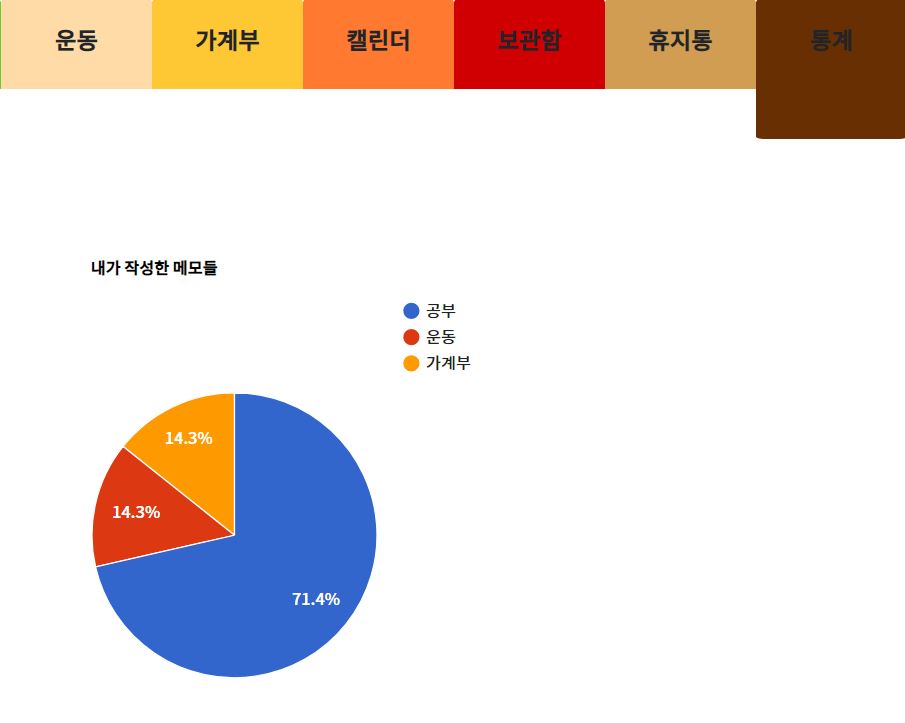 운동 가계부 캘린더 보관함 휴지통 통계
내가 작성한 메모들
공부
운동
가계부
14.3%
14.3%
71.4%